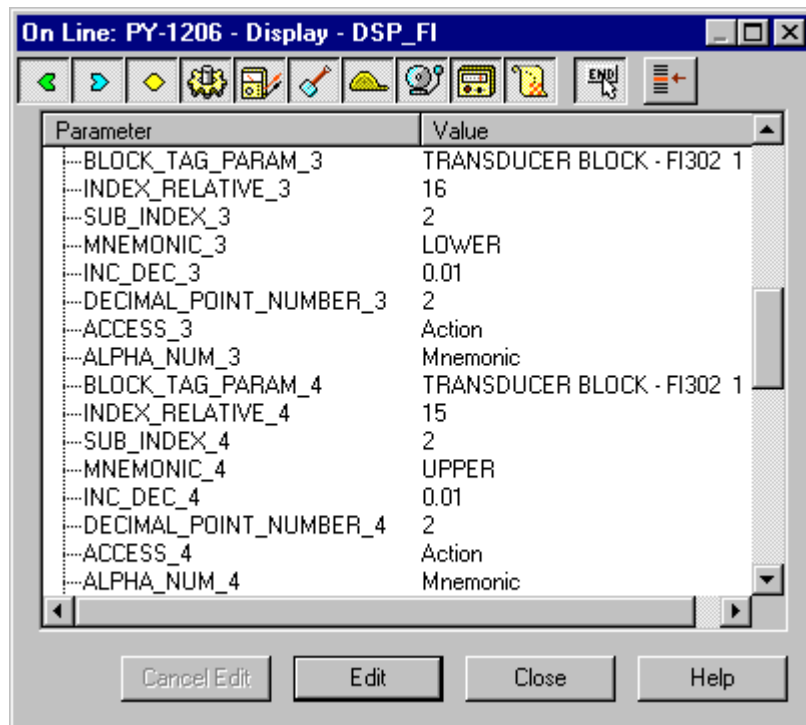 On Line: PY-1206 - Display - DSP_FI
END
Parameter Value
BLOCK_TAG_PARAM_3 TRANSDUCER BLOCK - FI302 1
INDEX_RELATIVE_3 16
SUB_INDEX_3 2
MNEMONIC_3 LOWER
INC_DEC_3 0.01
DECIMAL_POINT_NUMBER_3 2
ACCESS_3 Action
ALPHA_NUM_3 Mnemonic
BLOCK_TAG_PARAM_4 TRANSDUCER BLOCK - FI302 1
INDEX_RELATIVE_4 15
SUB_INDEX_4 2
MNEMONIC_4 UPPER
INC_DEC_4 0.01
DECIMAL_POINT_NUMBER_4 2
ACCESS_4 Action
ALPHA_NUM_4 Mnemonic
Cancel Edit Edit Close Help